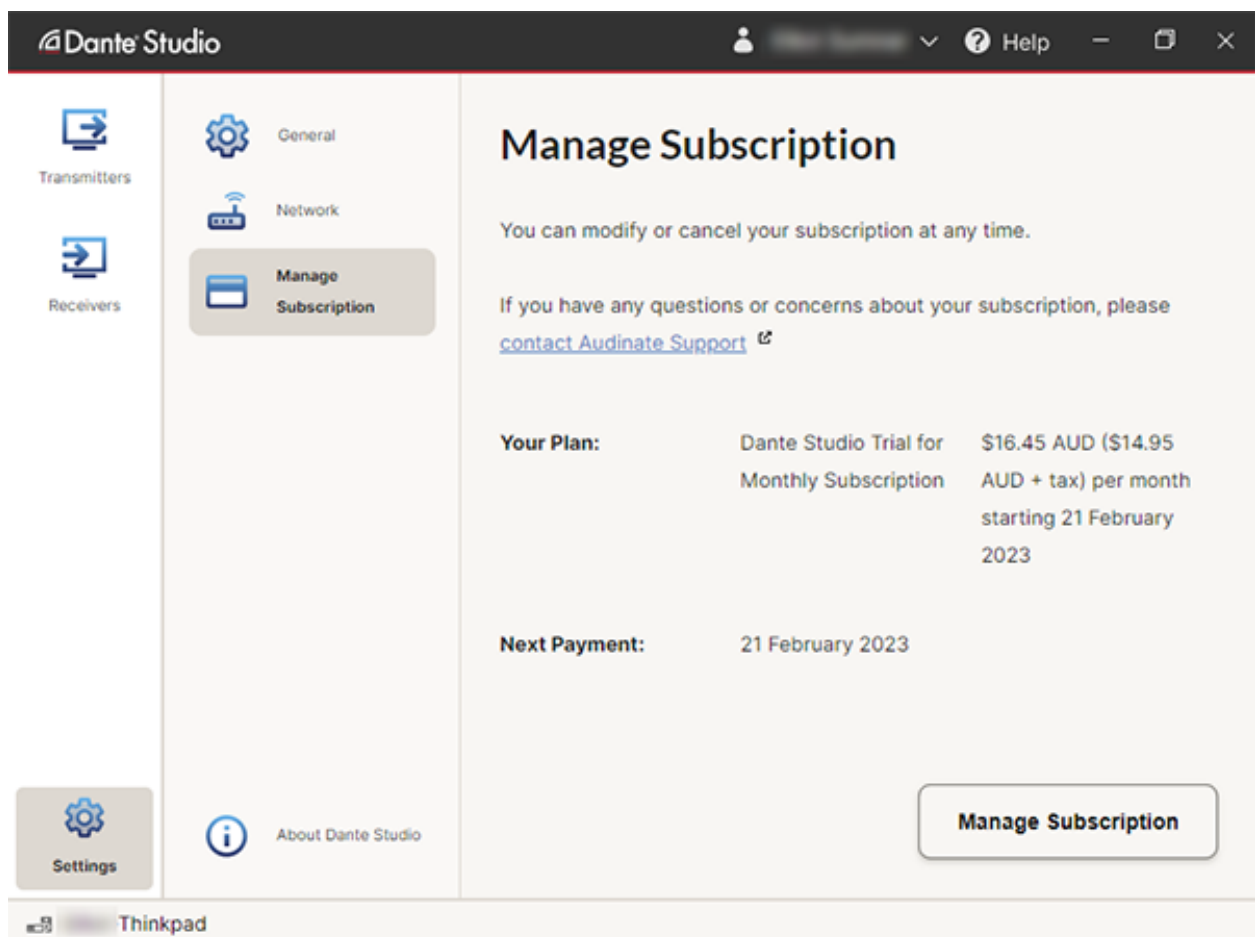 Dante Studio
Help
Transmitters
Receivers
Settings
General
Network
Manage
Subscription
About Dante Studio
Manage Subscription
You can modify or cancel your subscription at any time.
If you have any questions or concerns about your subscription, please
contact Audinate Support
Your Plan:
Dante Studio Trial for
Monthly Subscription
$16.45 AUD ($14.95
AUD + tax) per month
starting 21 February
2023
Next Payment:
21 February 2023
Manage Subscription
Thinkpad